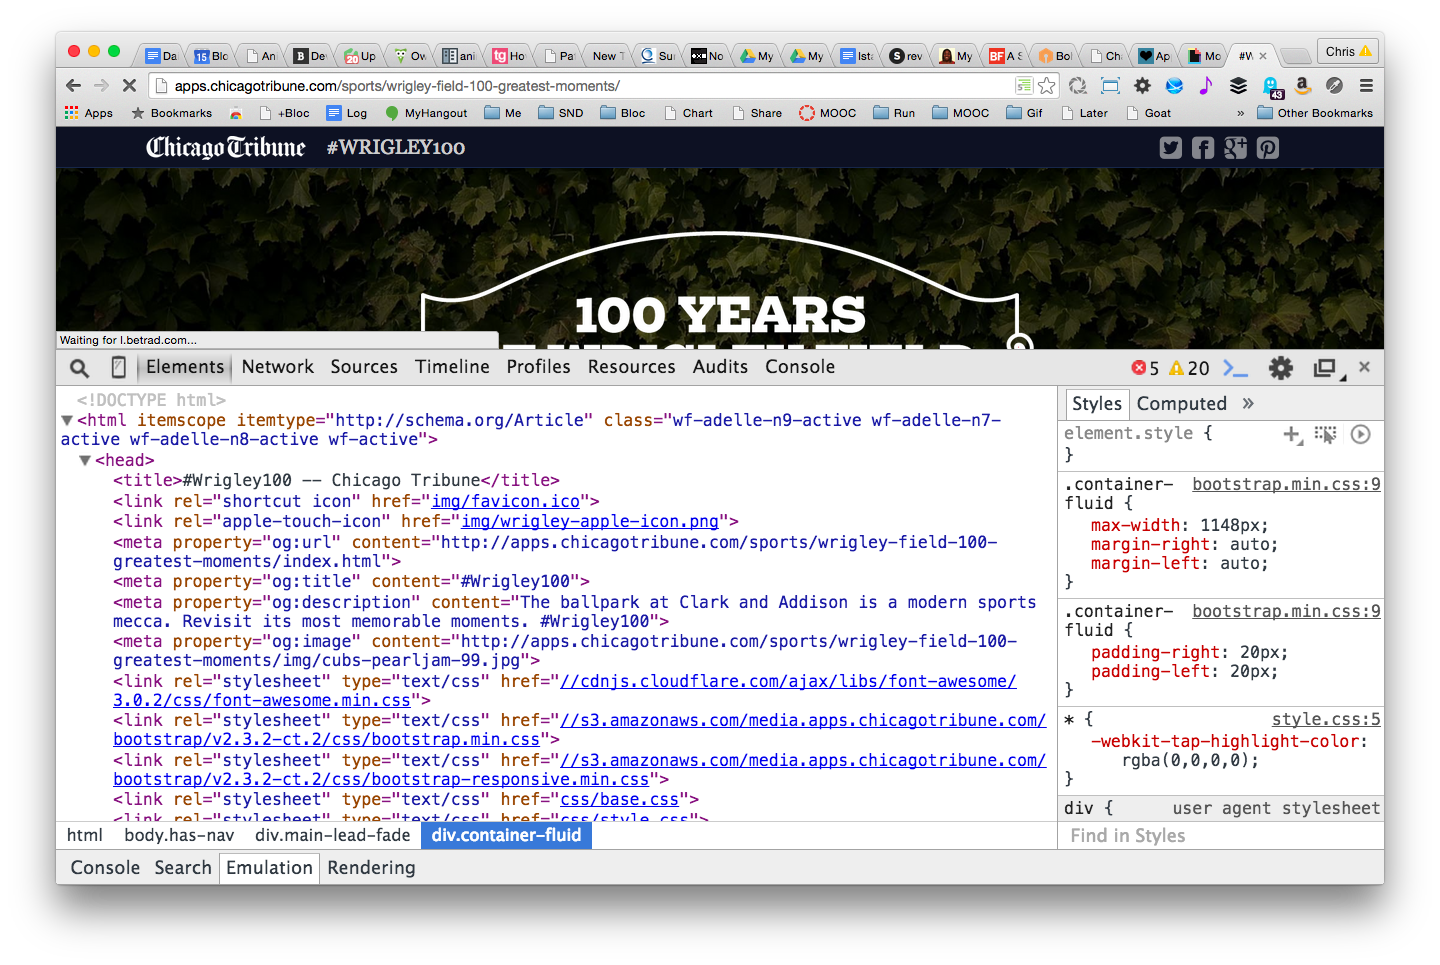 Da Blo An De Up Ow ani Ho Pa New T Su No My My Ista rev My A S Bol Ch Ap Mo #W Chris
apps.chicagotribune.com/sports/wrigley-field-100-greatest-moments/
43
Apps Bookmarks +Bloc Log MyHangout Me SND Bloc Chart Share MOOC Run MOOC Gif Later Goat » Other Bookmarks
Chicago Tribune #WRIGLEY100
100 YEARS
Waiting for l.betrad.com...
Elements Network Sources Timeline Profiles Resources Audits Console 5 20
<!DOCTYPE html>
<html itemscope itemtype="http://schema.org/Article" class="wf-adelle-n9-active wf-adelle-n7-
active wf-adelle-n8-active wf-active">
<head>
<title>#Wrigley100 -- Chicago Tribune</title>
<link rel="shortcut icon" href="img/favicon.ico">
<link rel="apple-touch-icon" href="img/wrigley-apple-icon.png">
<meta property="og:url" content="http://apps.chicagotribune.com/sports/wrigley-field-100-
greatest-moments/index.html">
<meta property="og:title" content="#Wrigley100">
<meta property="og:description" content="The ballpark at Clark and Addison is a modern sports
mecca. Revisit its most memorable moments. #Wrigley100">
<meta property="og:image" content="http://apps.chicagotribune.com/sports/wrigley-field-100-
greatest-moments/img/cubs-pearljam-99.jpg">
<link rel="stylesheet" type="text/css" href="//cdnjs.cloudflare.com/ajax/libs/font-awesome/
3.0.2/css/font-awesome.min.css">
<link rel="stylesheet" type="text/css" href="//s3.amazonaws.com/media.apps.chicagotribune.com/
bootstrap/v2.3.2-ct.2/css/bootstrap.min.css">
<link rel="stylesheet" type="text/css" href="//s3.amazonaws.com/media.apps.chicagotribune.com/
bootstrap/v2.3.2-ct.2/css/bootstrap-responsive.min.css">
<link rel="stylesheet" type="text/css" href="css/base.css">
<link rel="stylesheet" type="text/css" href="css/style.css">
html body.has-nav div.main-lead-fade div.container-fluid
Styles Computed »
element.style {
}
.container- bootstrap.min.css:9
fluid {
max-width: 1148px;
margin-right: auto;
margin-left: auto;
}
.container- bootstrap.min.css:9
fluid {
padding-right: 20px;
padding-left: 20px;
}
* { style.css:5
-webkit-tap-highlight-color:
rgba(0,0,0,0);
}
div { user agent stylesheet
Find in Styles
Console Search Emulation Rendering